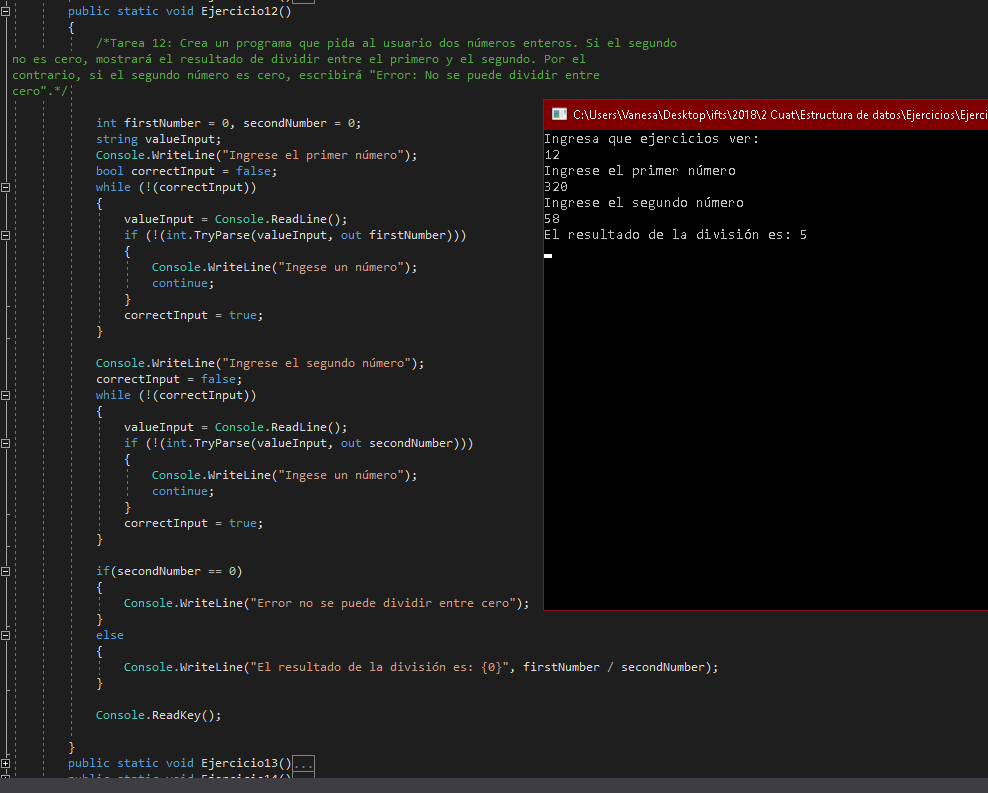 public static void Ejercicio12()
{
/*Tarea 12: Crea un programa que pida al usuario dos números enteros. Si el segundo
no es cero, mostrará el resultado de dividir entre el primero y el segundo. Por el
contrario, si el segundo número es cero, escribirá "Error: No se puede dividir entre
cero".*/
int firstNumber = 0, secondNumber = 0;
string valueInput;
Console.WriteLine("Ingrese el primer número");
bool correctInput = false;
while (!(correctInput))
{
valueInput = Console.ReadLine();
if (!(int.TryParse(valueInput, out firstNumber)))
{
Console.WriteLine("Ingese un número");
continue;
}
correctInput = true;
}
Console.WriteLine("Ingrese el segundo número");
correctInput = false;
while (!(correctInput))
{
valueInput = Console.ReadLine();
if (!(int.TryParse(valueInput, out secondNumber)))
{
Console.WriteLine("Ingese un número");
continue;
}
correctInput = true;
}
if(secondNumber == 0)
{
Console.WriteLine("Error no se puede dividir entre cero");
}
else
{
Console.WriteLine("El resultado de la división es: {0}", firstNumber / secondNumber);
}
Console.ReadKey();
}
public static void Ejercicio13()...
public static void Ejercicio14()
C:\Users\Vanesa\Desktop\ifts\2018\2 Cuat\Estructura de datos\Ejercicios\Ejerci
Ingresa que ejercicios ver:
12
Ingrese el primer número
320
Ingrese el segundo número
58
El resultado de la división es: 5